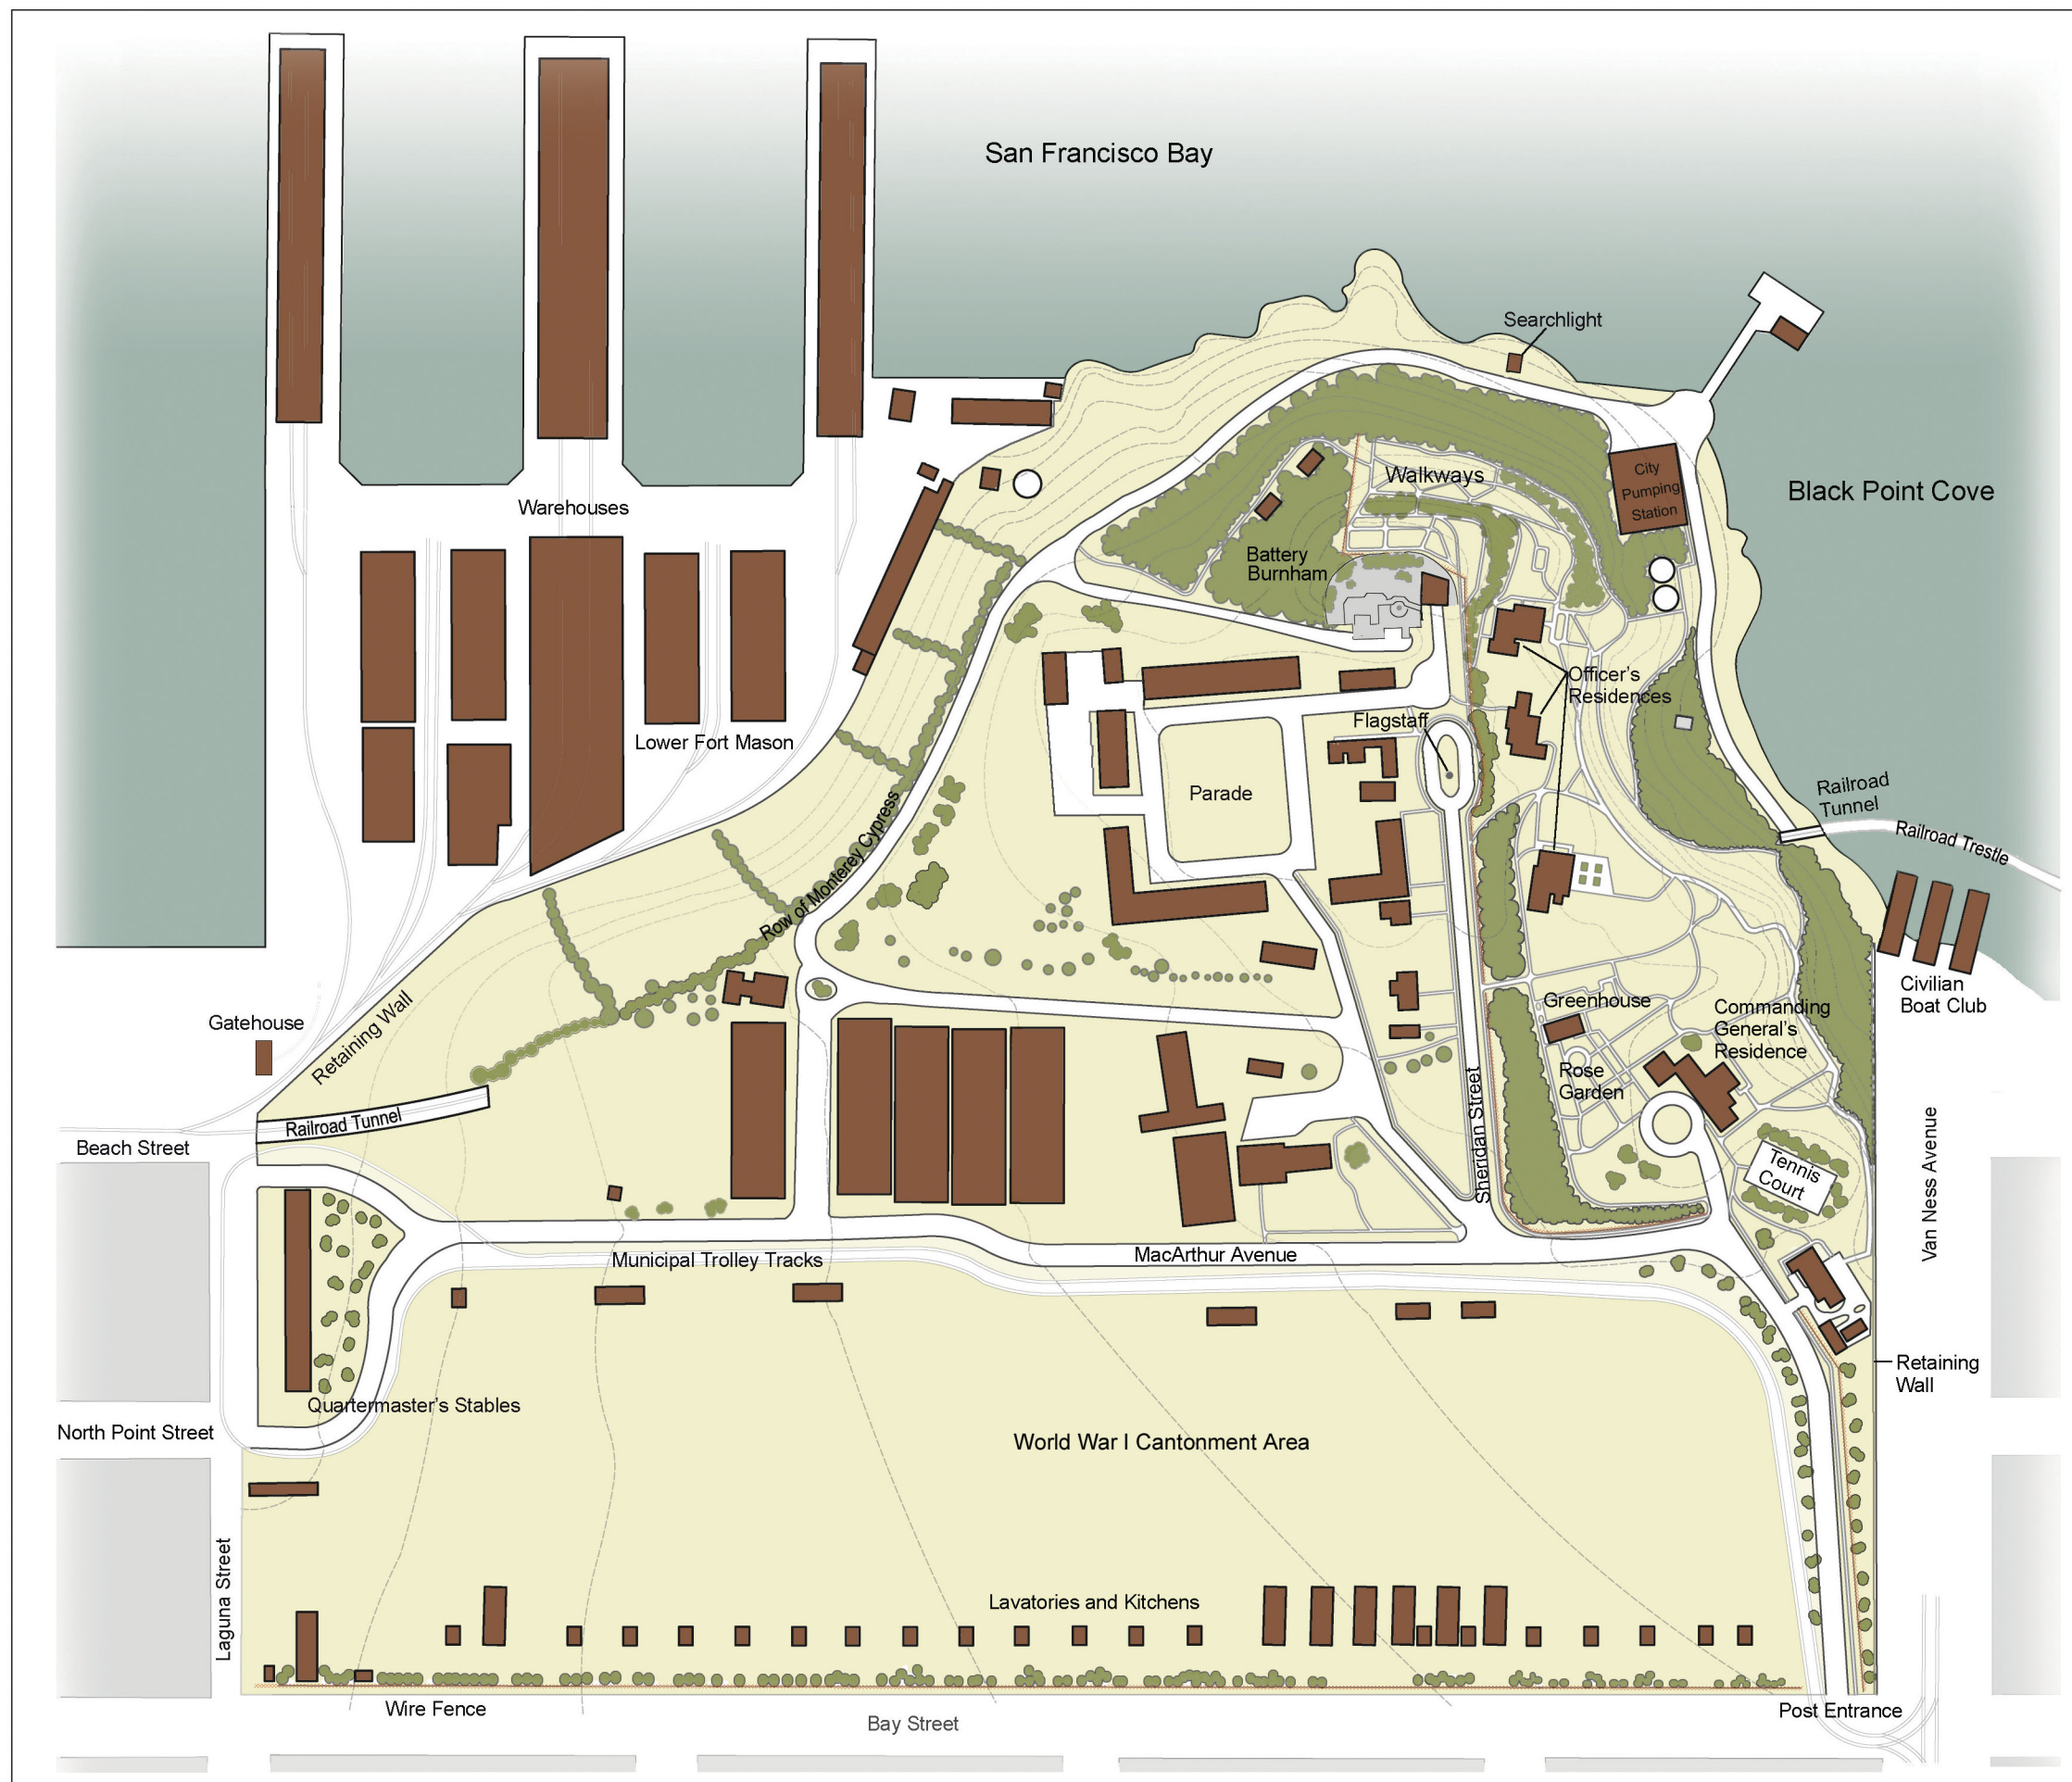 San Francisco Bay
Searchlight
Warehouses
Walkways
City
Pumping
Station
Black Point Cove
Battery
Burnham
Officer's
Residences
Flagstaff
Lower Fort Mason
Parade
Railroad
Tunnel
Railroad Trestle
Row of Monterey Cypress
Civilian
Boat Club
Greenhouse
Commanding
General's
Residence
Gatehouse
Retaining Wall
Rose
Garden
Railroad Tunnel
Beach Street
Sheridan Street
Tennis
Court
Van Ness Avenue
Municipal Trolley Tracks
MacArthur Avenue
Retaining
Wall
Quartermaster's Stables
North Point Street
World War I Cantonment Area
Laguna Street
Lavatories and Kitchens
Wire Fence
Bay Street
Post Entrance